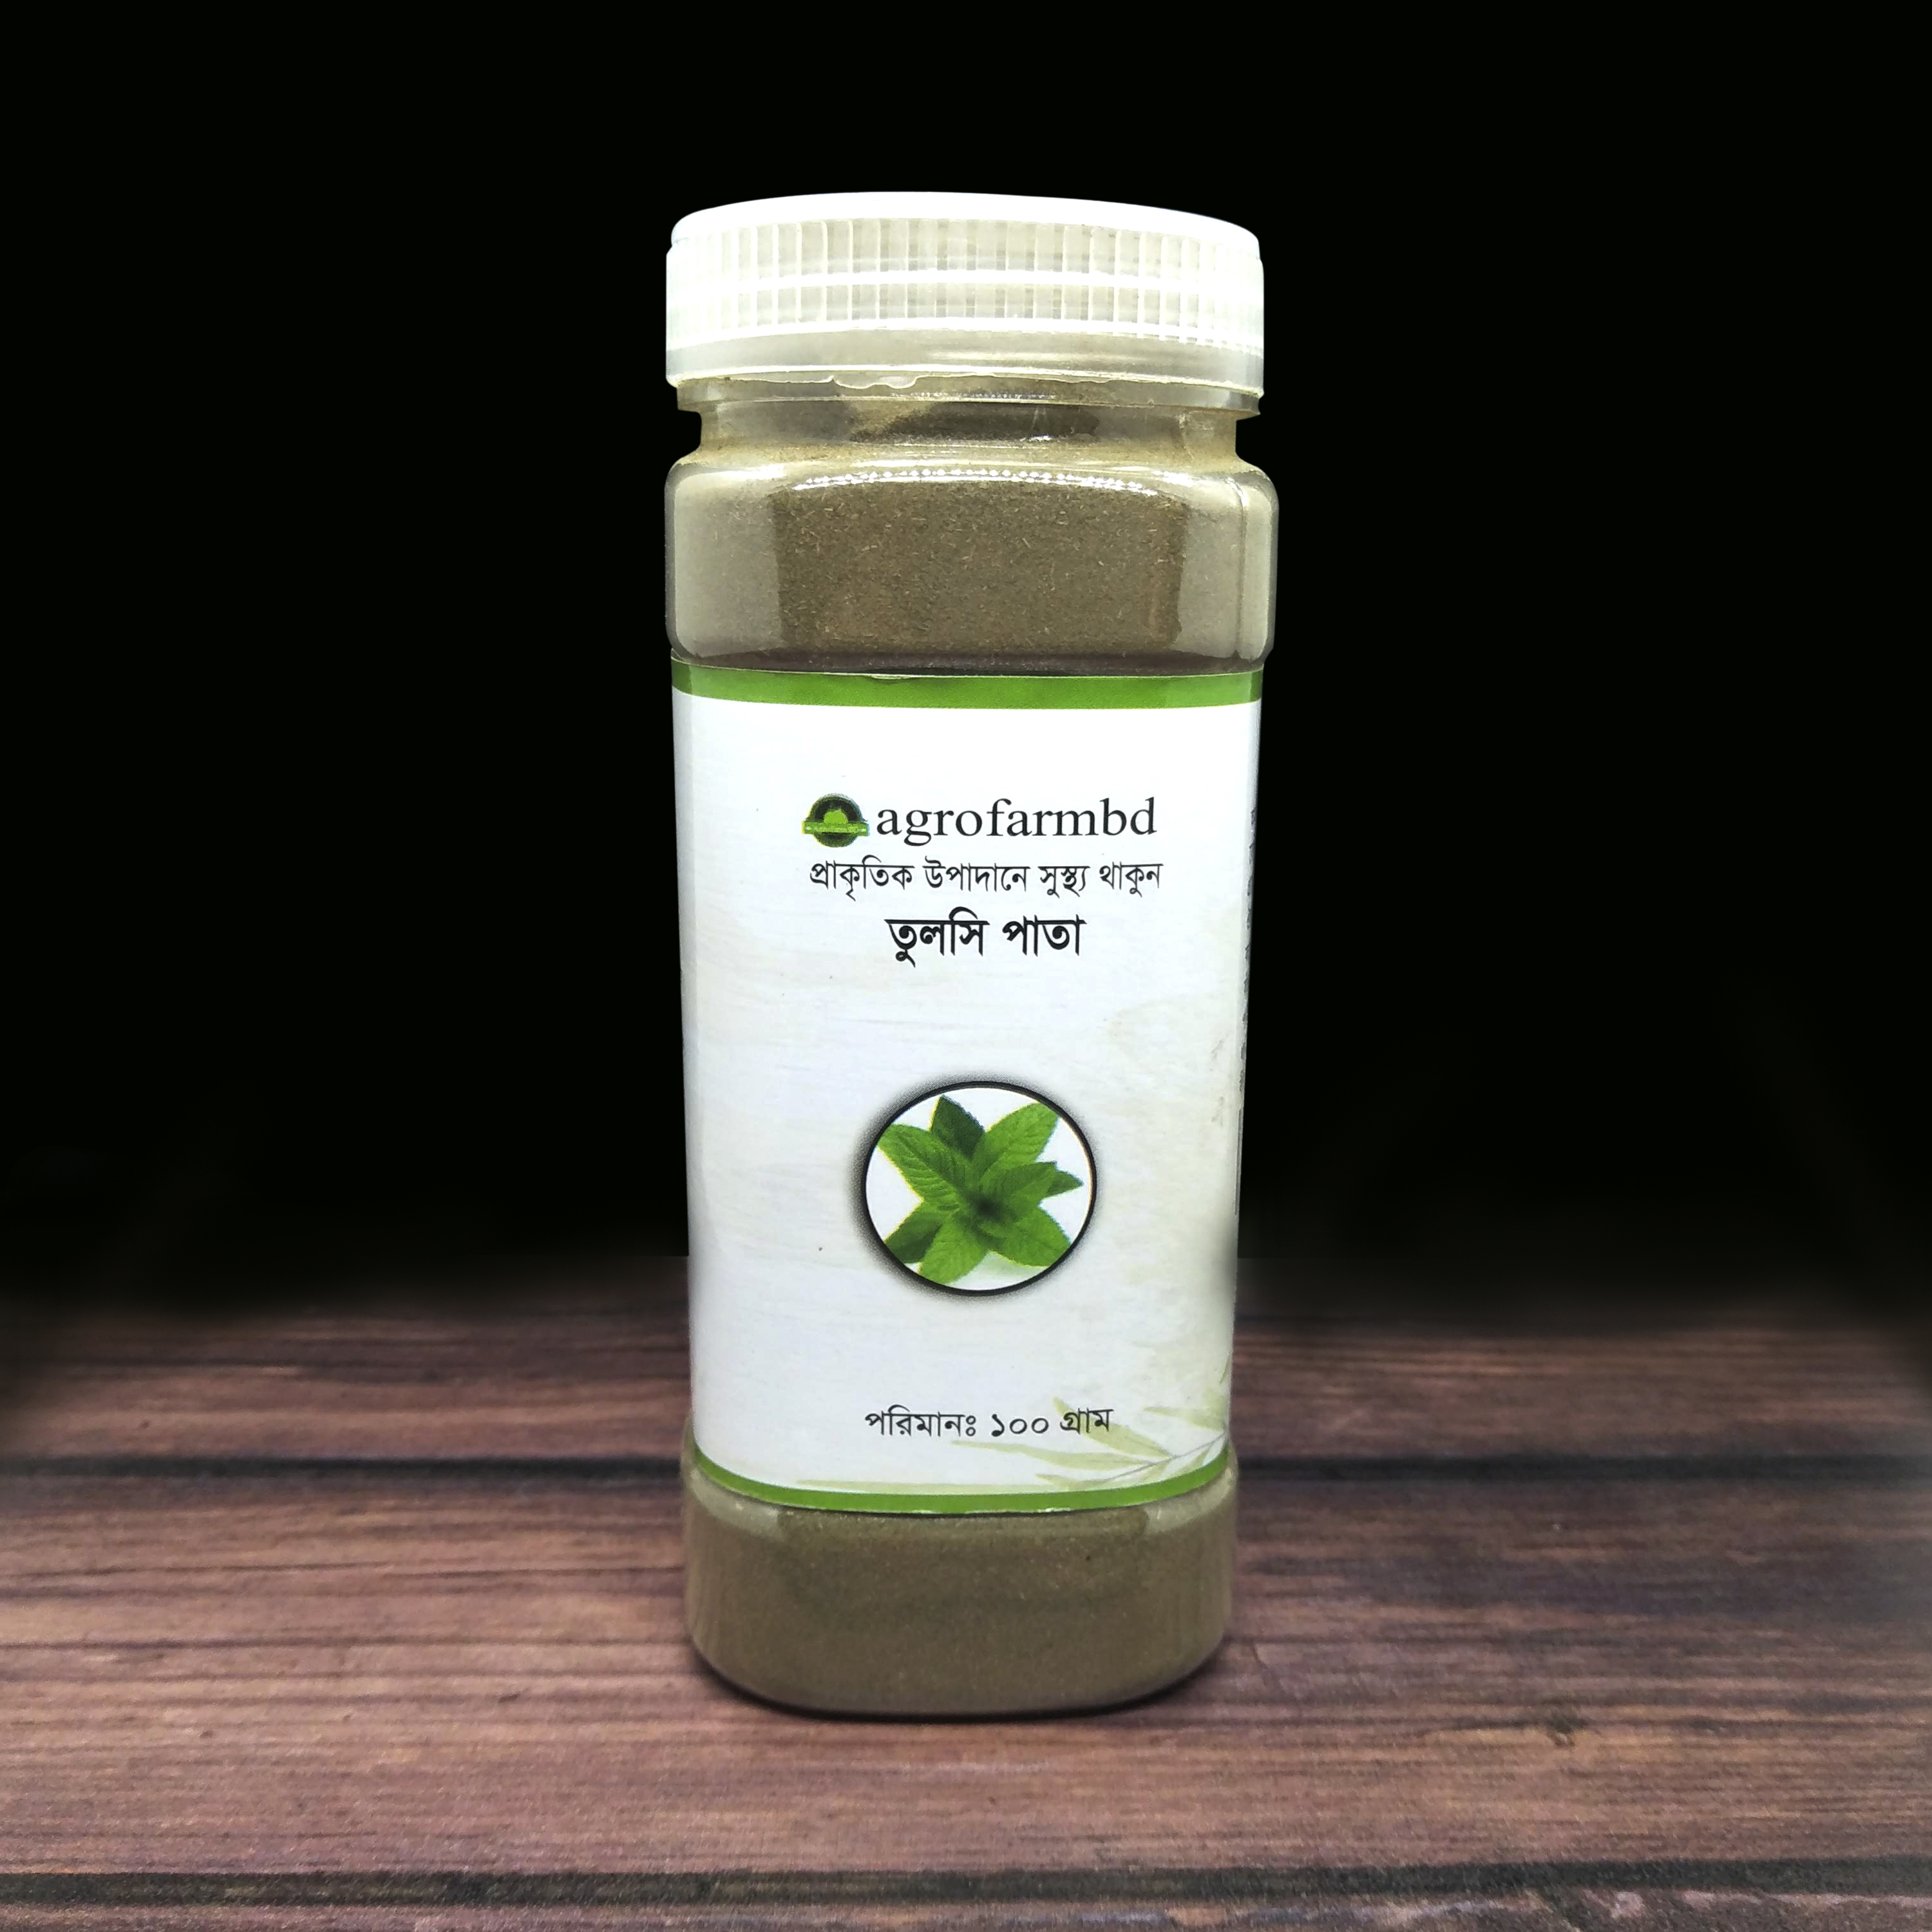 agrofarmbd
প্রাকৃতিক উপাদানে সুস্থ্য থাকুন
তুলসি পাতা
পরিমানঃ ১০০ গ্রাম